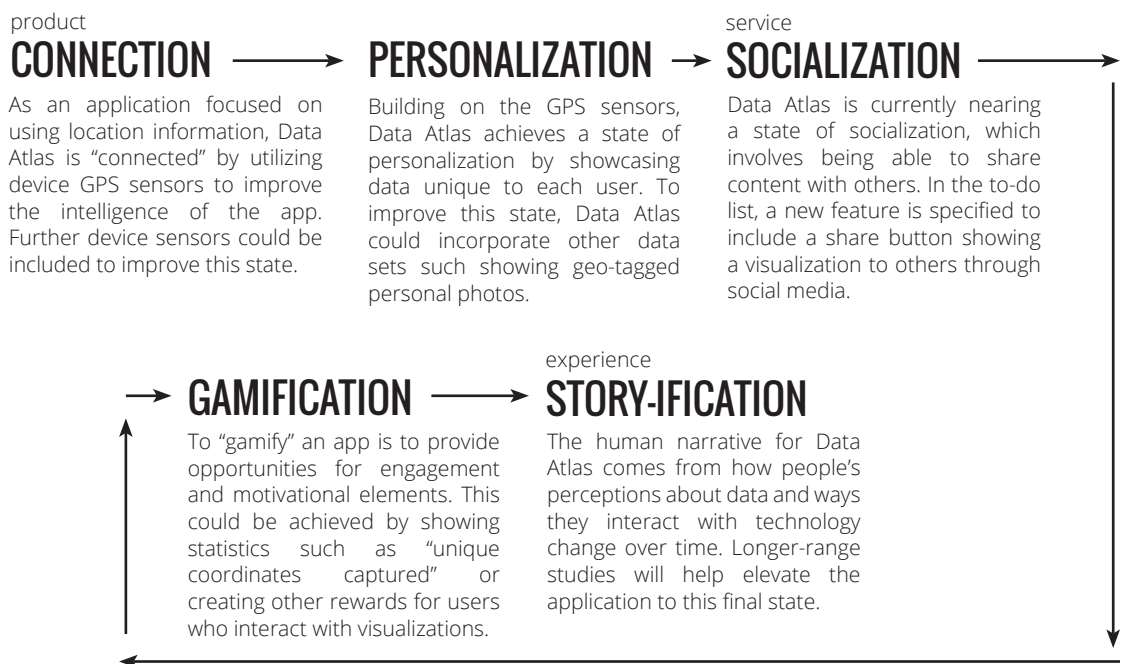 product
CONNECTION
As an application focused on
using location information, Data
Atlas is “connected” by utilizing
device GPS sensors to improve
the intelligence of the app.
Further device sensors could be
included to improve this state.
PERSONALIZATION
Building on the GPS sensors,
Data Atlas achieves a state of
personalization by showcasing
data unique to each user. To
improve this state, Data Atlas
could incorporate other data
sets such showing geo-tagged
personal photos.
service
SOCIALIZATION
Data Atlas is currently nearing
a state of socialization, which
involves being able to share
content with others. In the to-do
list, a new feature is specified to
include a share button showing
a visualization to others through
social media.
GAMIFICATION
To “gamify” an app is to provide
opportunities for engagement
and motivational elements. This
could be achieved by showing
statistics such as “unique
coordinates captured” or
creating other rewards for users
who interact with visualizations.
experience
STORY-IFICATION
The human narrative for Data
Atlas comes from how people’s
perceptions about data and ways
they interact with technology
change over time. Longer-range
studies will help elevate the
application to this final state.